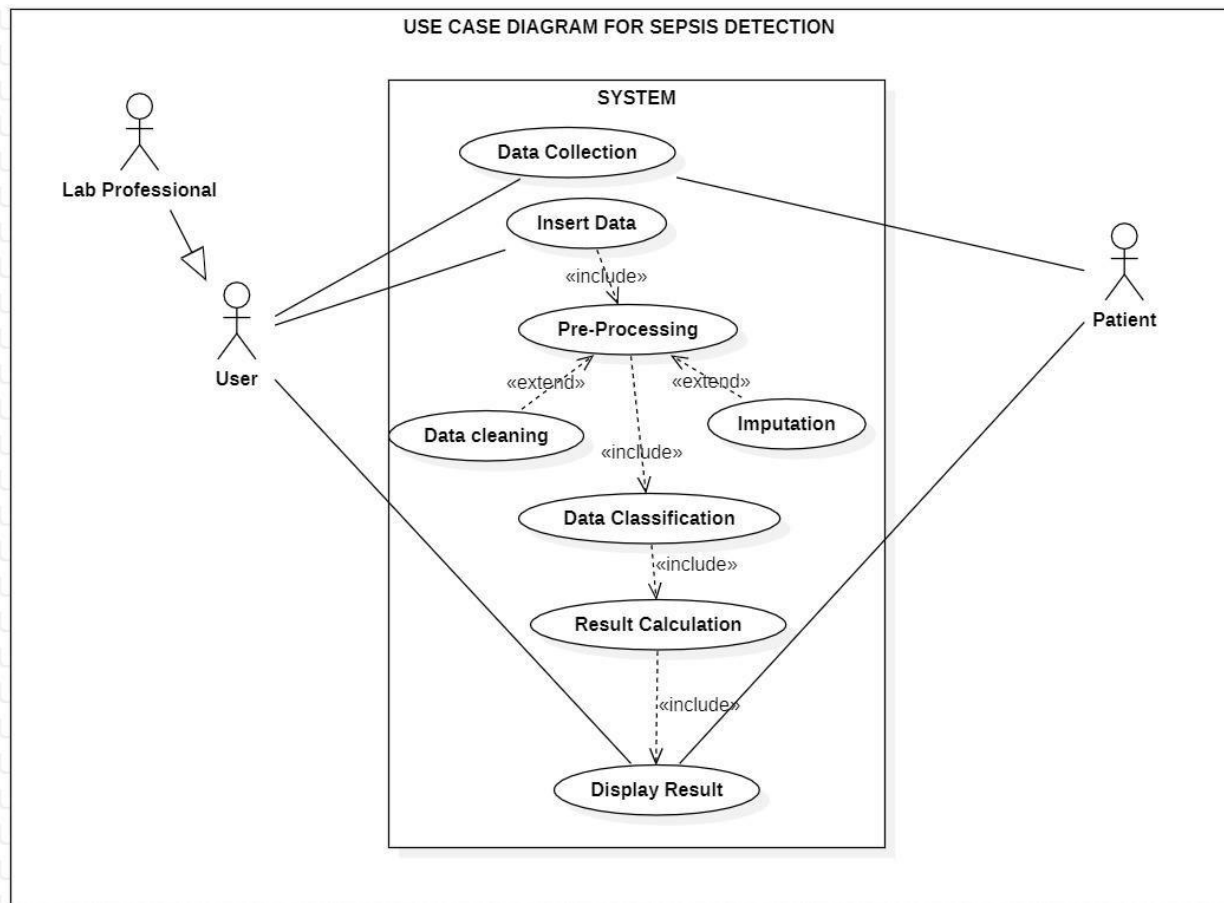 USE CASE DIAGRAM FOR SEPSIS DETECTION
SYSTEM
Lab Professional
Data Collection
Insert Data
«include»
Pre-Processing
Patient
User
«extend»
«extend»
Data cleaning
Imputation
«include»
Data Classification
«include»
Result Calculation
«include»
Display Result